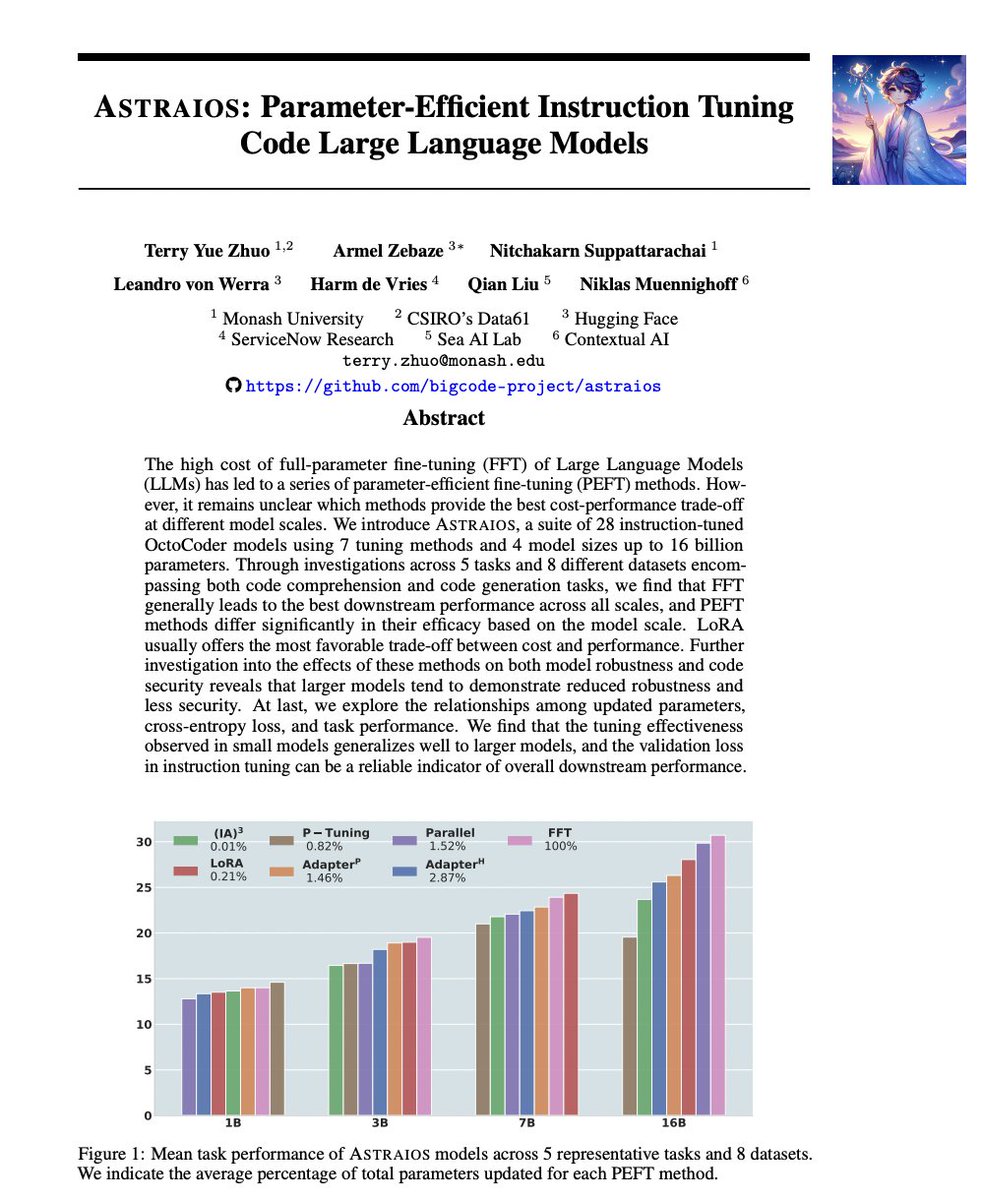 ASTRAIOS: Parameter-Efficient Instruction Tuning
Code Large Language Models
Terry Yue Zhuo 1,2 Armel Zebaze 3* Nitchakarn Suppattarachai 1
Leandro von Werra 3 Harm de Vries 4 Qian Liu 5 Niklas Muennighoff 6
1 Monash University 2 CSIRO's Data61 3 Hugging Face
4 ServiceNow Research 5 Sea AI Lab 6 Contextual AI
terry.zhuo@monash.edu
https://github.com/bigcode-project/astraios
Abstract
The high cost of full-parameter fine-tuning (FFT) of Large Language Models
(LLMs) has led to a series of parameter-efficient fine-tuning (PEFT) methods. How-
ever, it remains unclear which methods provide the best cost-performance trade-off
at different model scales. We introduce ASTRAIOS, a suite of 28 instruction-tuned
OctoCoder models using 7 tuning methods and 4 model sizes up to 16 billion
parameters. Through investigations across 5 tasks and 8 different datasets encom-
passing both code comprehension and code generation tasks, we find that FFT
generally leads to the best downstream performance across all scales, and PEFT
methods differ significantly in their efficacy based on the model scale. LoRA
usually offers the most favorable trade-off between cost and performance. Further
investigation into the effects of these methods on both model robustness and code
security reveals that larger models tend to demonstrate reduced robustness and
less security. At last, we explore the relationships among updated parameters,
cross-entropy loss, and task performance. We find that the tuning effectiveness
observed in small models generalizes well to larger models, and the validation loss
in instruction tuning can be a reliable indicator of overall downstream performance.
(IA)3 P-Tuning Parallel FFT
0.01% 0.82% 1.52% 100%
LoRA AdapterP AdapterH
0.21% 1.46% 2.87%
30
25
20
15
10
5
0
1B 3B 7B 16B
Figure 1: Mean task performance of ASTRAIOS models across 5 representative tasks and 8 datasets.
We indicate the average percentage of total parameters updated for each PEFT method.